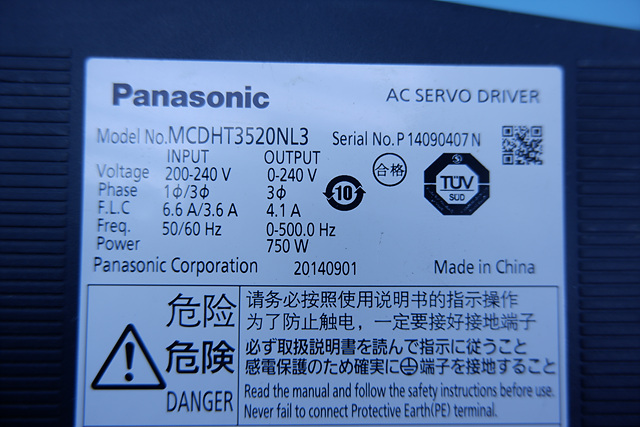 Panasonic AC SERVO DRIVER
Model No.MCDHT3520NL3 Serial No.P14090407N
INPUT OUTPUT
Voltage 200-240 V 0-240 V
Phase 1ϕ/3ϕ 3ϕ
F.L.C 6.6 A/3.6 A 4.1 A
Freq. 50/60 Hz 0-500.0 Hz
Power 750 W
10
合格
TÜV
SÜD
Panasonic Corporation 20140901 Made in China
危险
请务必按照使用说明书的指示操作
为了防止触电，一定要接好接地端子
危険
必ず取扱説明書を読んで指示に従うこと
感電保護のため確実に⏚端子を接地すること
DANGER
Read the manual and follow the safety instructions before use.
Never fail to connect Protective Earth(PE) terminal.